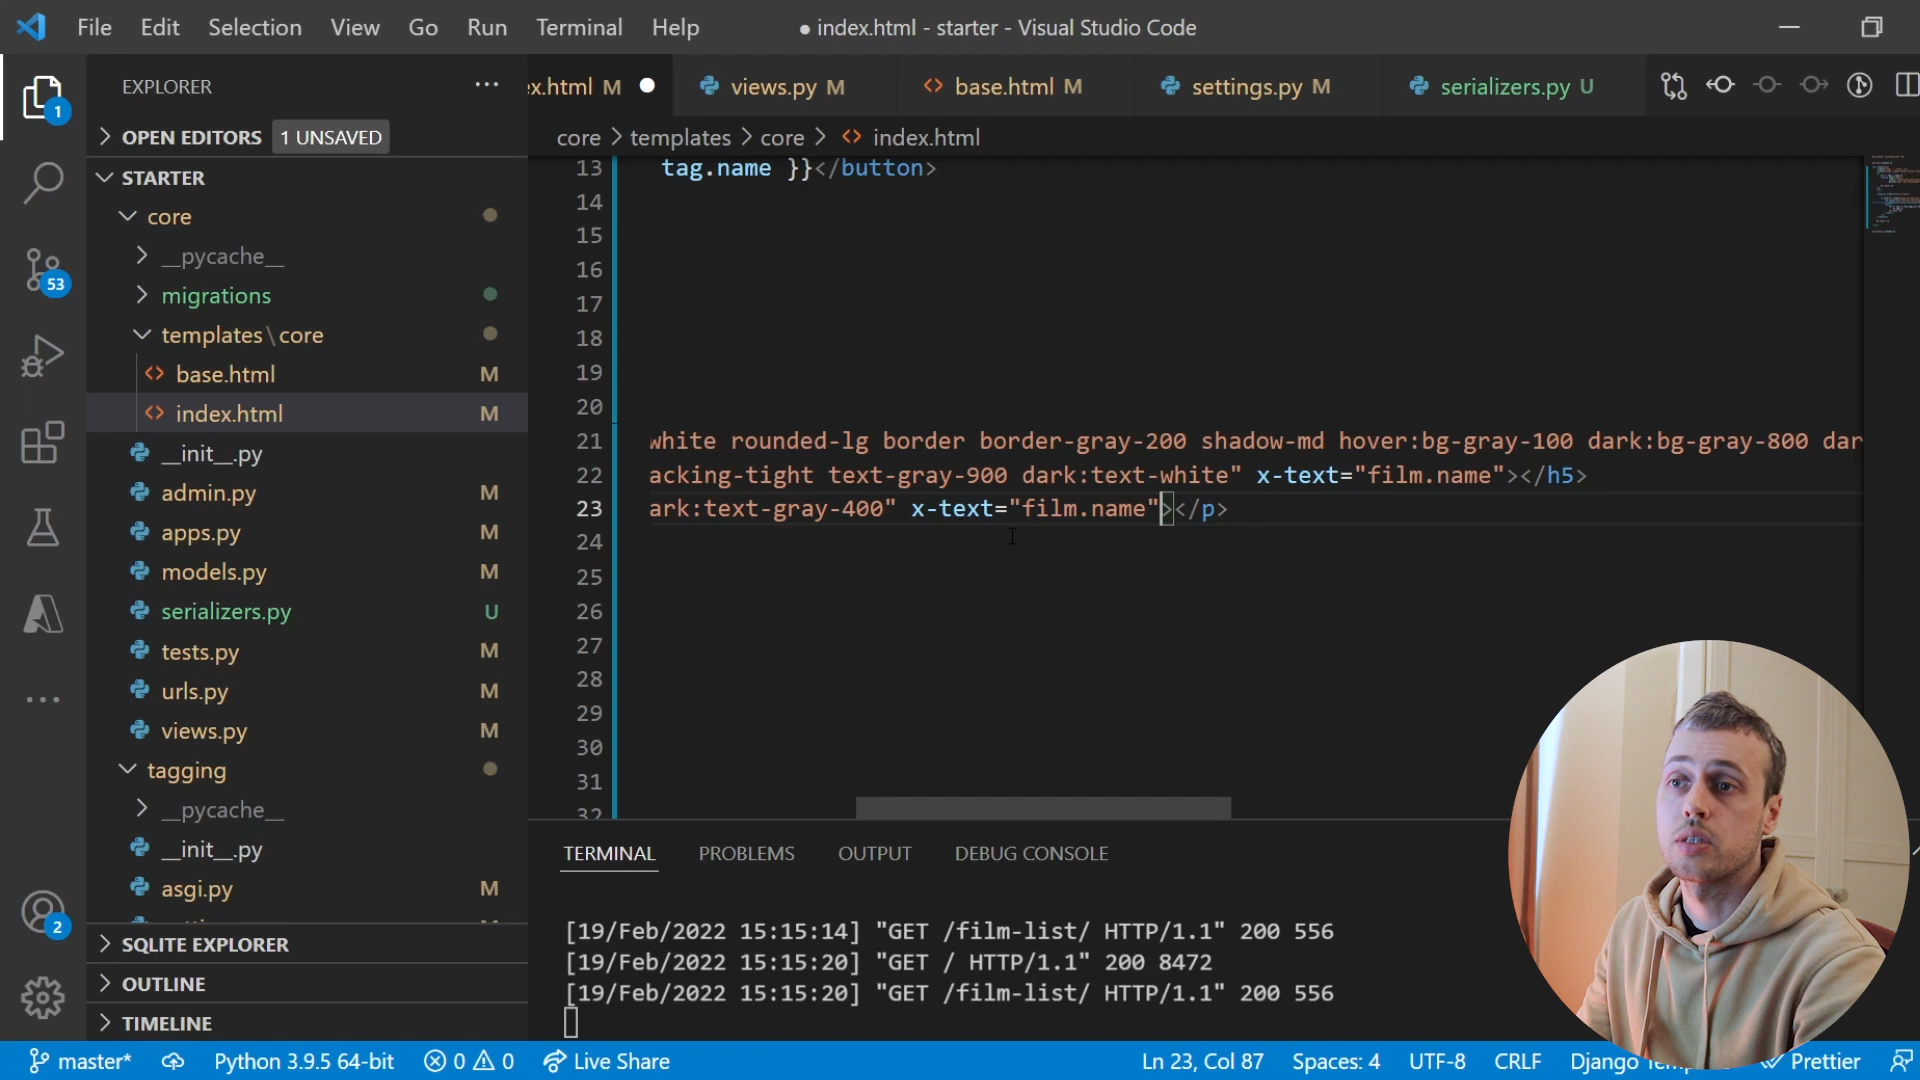 File Edit Selection View Go Run Terminal Help
● index.html - starter - Visual Studio Code
EXPLORER
ex.html M
views.py M
base.html M
settings.py M
serializers.py U
OPEN EDITORS 1 UNSAVED
core > templates > core > index.html
STARTER
core
__pycache__
migrations
templates\core
base.html M
index.html M
__init__.py
admin.py M
apps.py M
models.py M
serializers.py U
tests.py M
urls.py M
views.py M
tagging
__pycache__
__init__.py
asgi.py M
SQLITE EXPLORER
OUTLINE
TIMELINE
1
53
2
13 tag.name }}</button>
14
15
16
17
18
19
20
21 white rounded-lg border border-gray-200 shadow-md hover:bg-gray-100 dark:bg-gray-800 dar
22 acking-tight text-gray-900 dark:text-white" x-text="film.name"></h5>
23 ark:text-gray-400" x-text="film.name"></p>
24
25
26
27
28
29
30
31
32
TERMINAL PROBLEMS OUTPUT DEBUG CONSOLE
[19/Feb/2022 15:15:14] "GET /film-list/ HTTP/1.1" 200 556
[19/Feb/2022 15:15:20] "GET / HTTP/1.1" 200 8472
[19/Feb/2022 15:15:20] "GET /film-list/ HTTP/1.1" 200 556
master* Python 3.9.5 64-bit 0 0 Live Share Ln 23, Col 87 Spaces: 4 UTF-8 CRLF Django Prettier